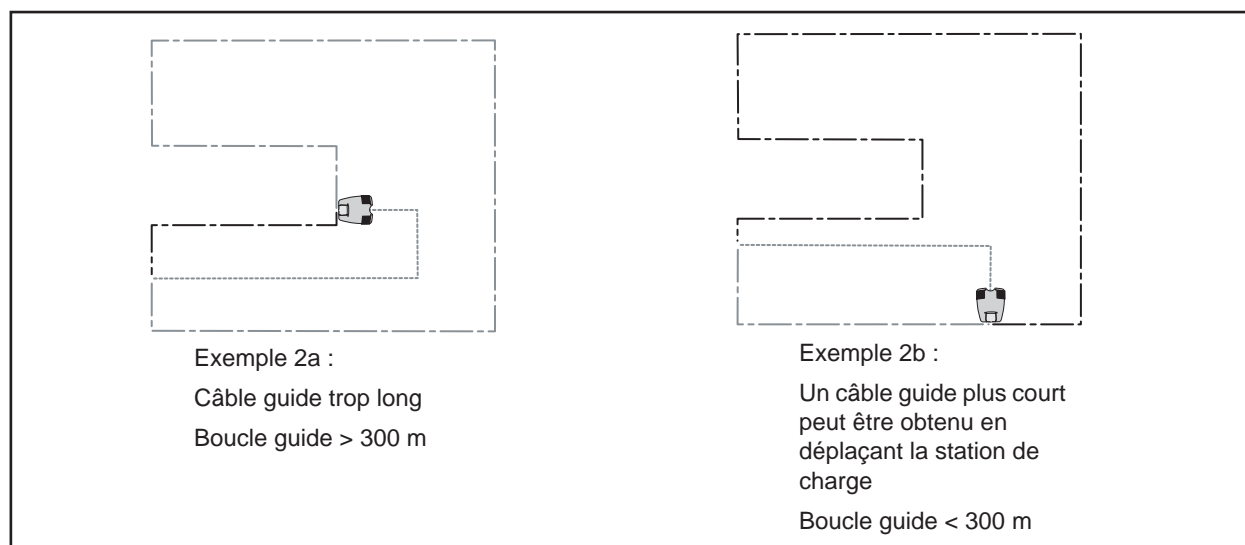 Exemple 2a :
Câble guide trop long
Boucle guide > 300 m
Exemple 2b :
Un câble guide plus court
peut être obtenu en
déplaçant la station de
charge
Boucle guide < 300 m